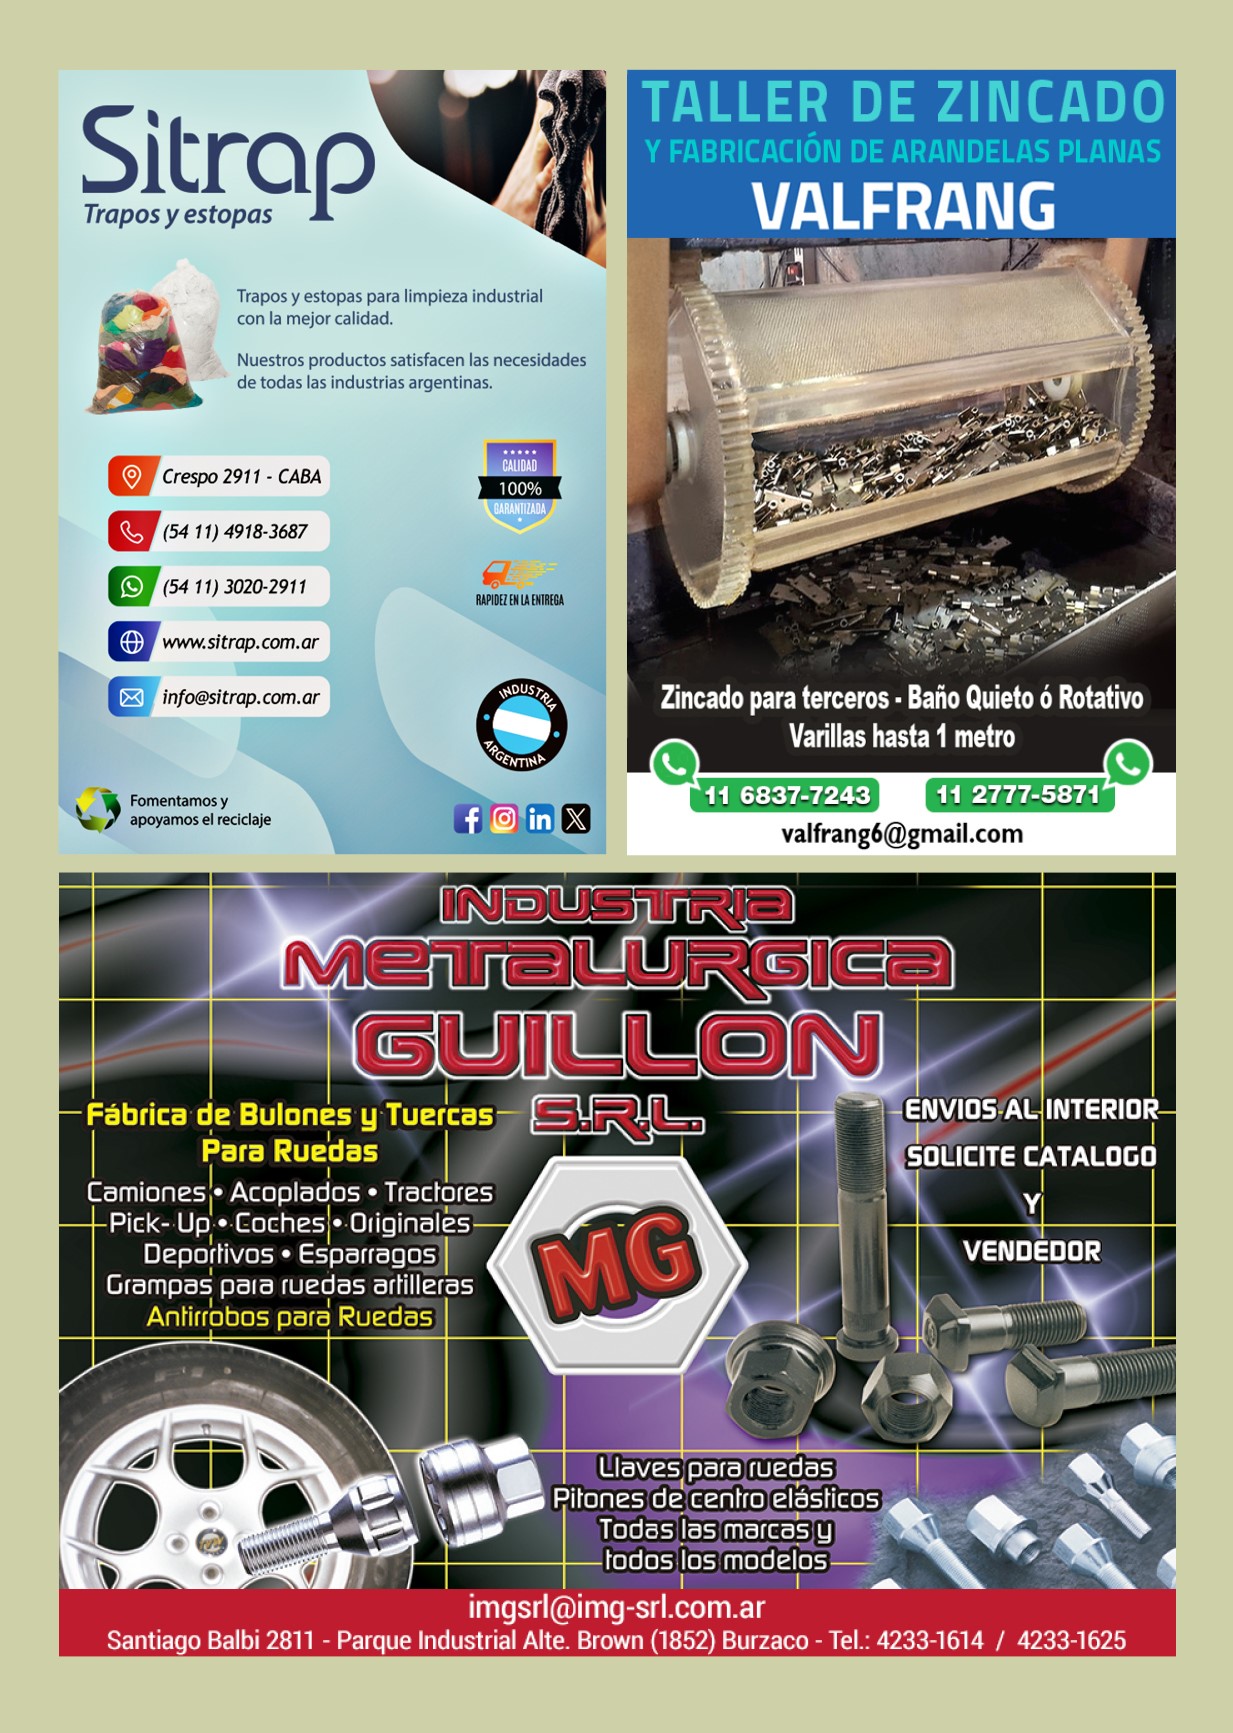 Sitrap
Trapos y estopas
Trapos y estopas para limpieza industrial
con la mejor calidad.
Nuestros productos satisfacen las necesidades
de todas las industrias argentinas.
Crespo 2911 - CABA
(54 11) 4918-3687
(54 11) 3020-2911
www.sitrap.com.ar
info@sitrap.com.ar
CALIDAD
100%
GARANTIZADA
RAPIDEZ EN LA ENTREGA
INDUSTRIA
ARGENTINA
Fomentamos y
apoyamos el reciclaje
TALLER DE ZINCADO
Y FABRICACIÓN DE ARANDELAS PLANAS
VALFRANG
Zincado para terceros - Baño Quieto ó Rotativo
Varillas hasta 1 metro
11 6837-7243
11 2777-5871
valfrang6@gmail.com
INDUSTRIA
METALURGICA
GUILLON
S.R.L.
Fábrica de Bulones y Tuercas
Para Ruedas
Camiones • Acoplados • Tractores
Pick- Up • Coches • Originales
Deportivos • Esparragos
Grampas para ruedas artilleras
Antirrobos para Ruedas
MG
ENVIOS AL INTERIOR
SOLICITE CATALOGO
Y
VENDEDOR
Llaves para ruedas
Pitones de centro elásticos
Todas las marcas y
todos los modelos
imgsrl@img-srl.com.ar
Santiago Balbi 2811 - Parque Industrial Alte. Brown (1852) Burzaco - Tel.: 4233-1614 / 4233-1625